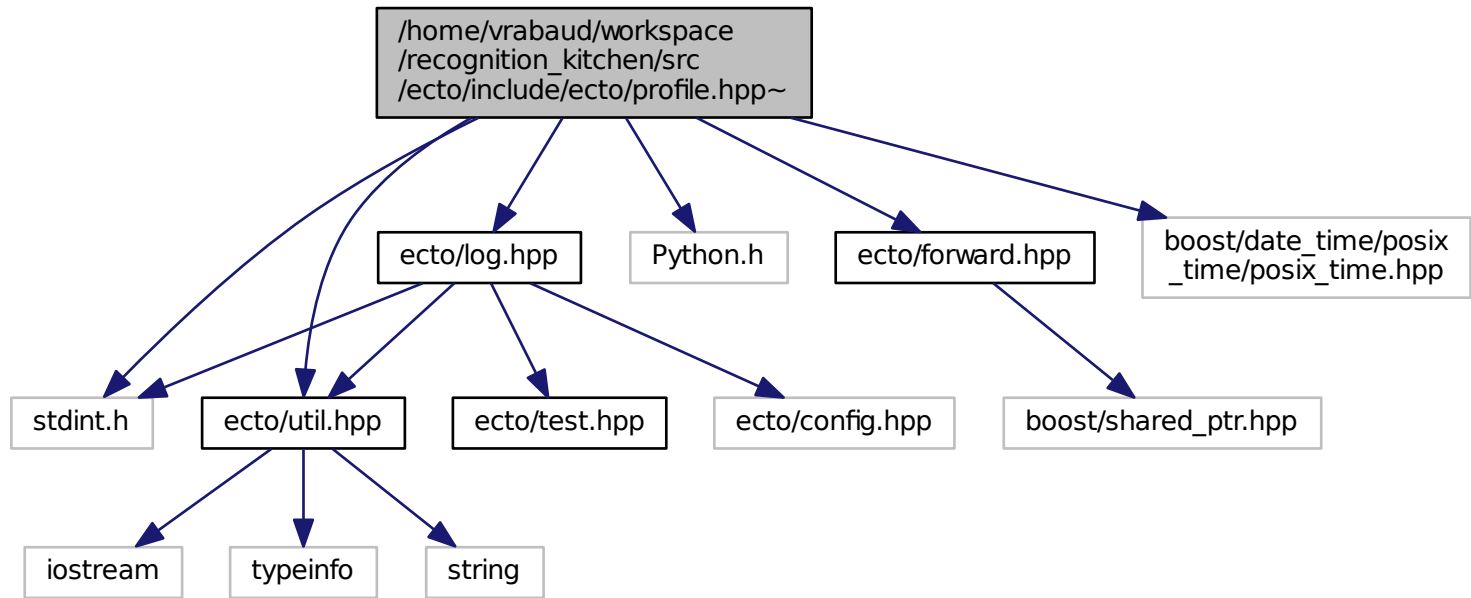 /home/vrabaud/workspace
/recognition_kitchen/src
/ecto/include/ecto/profile.hpp~
ecto/log.hpp
Python.h
ecto/forward.hpp
boost/date_time/posix
_time/posix_time.hpp
stdint.h
ecto/util.hpp
ecto/test.hpp
ecto/config.hpp
boost/shared_ptr.hpp
iostream
typeinfo
string